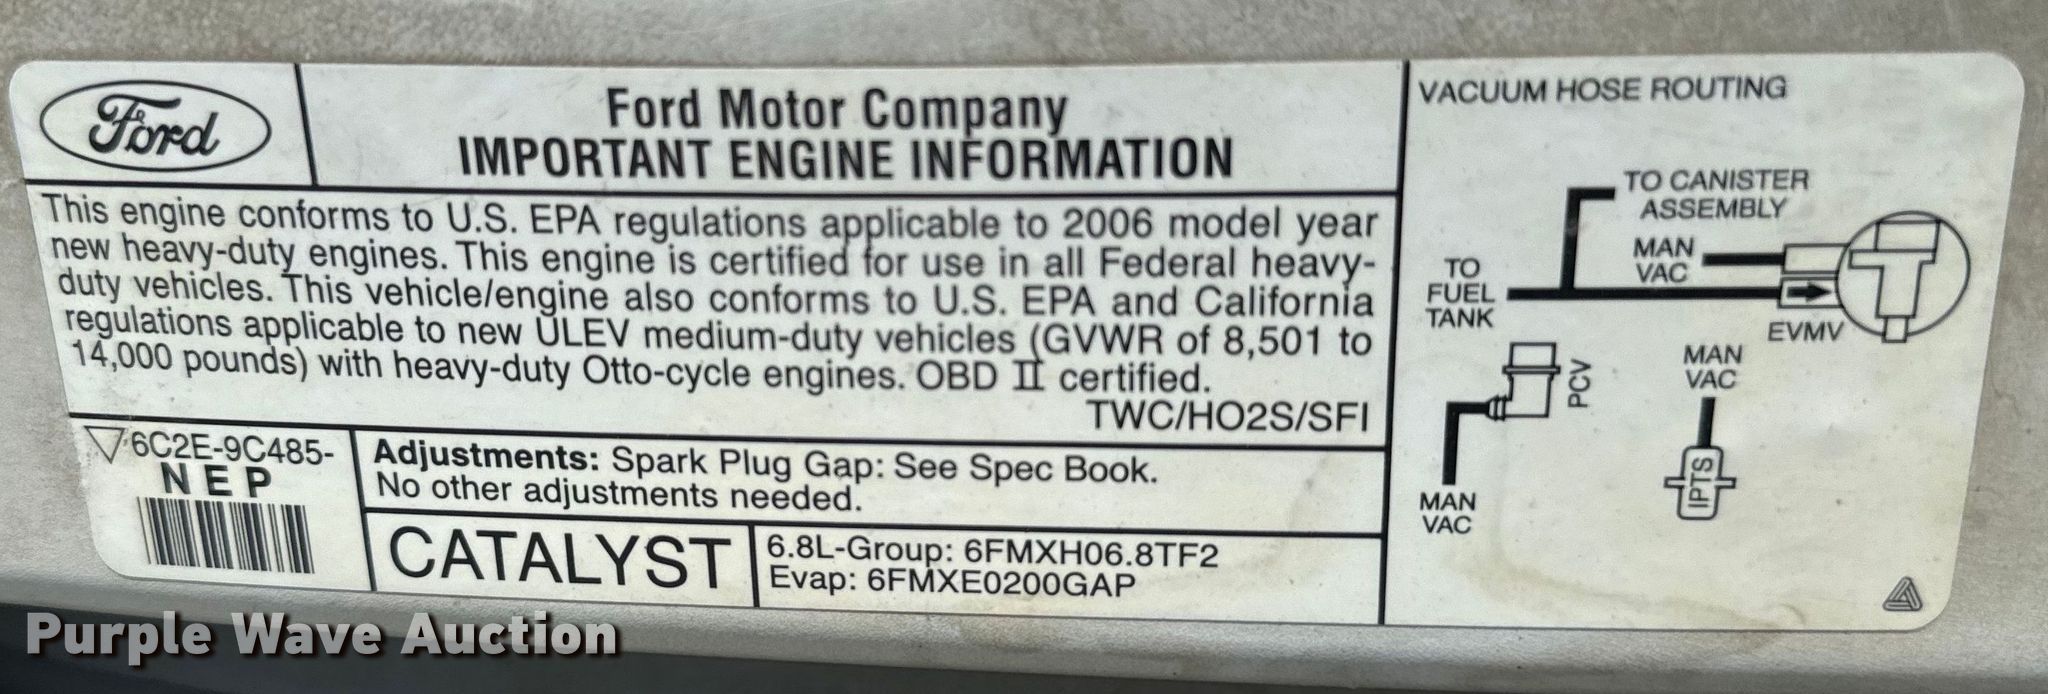 Ford
Ford Motor Company
IMPORTANT ENGINE INFORMATION
This engine conforms to U.S. EPA regulations applicable to 2006 model year
new heavy-duty engines. This engine is certified for use in all Federal heavy-
duty vehicles. This vehicle/engine also conforms to U.S. EPA and California
regulations applicable to new ULEV medium-duty vehicles (GVWR of 8,501 to
14,000 pounds) with heavy-duty Otto-cycle engines. OBD II certified.
TWC/HO2S/SFI
6C2E-9C485-
NEP
Adjustments: Spark Plug Gap: See Spec Book.
No other adjustments needed.
CATALYST
6.8L-Group: 6FMXH06.8TF2
Evap: 6FMXE0200GAP
VACUUM HOSE ROUTING
TO CANISTER
ASSEMBLY
MAN
VAC
TO
FUEL
TANK
EVMV
PCV
MAN
VAC
MAN
VAC
IPTS
Purple Wave Auction